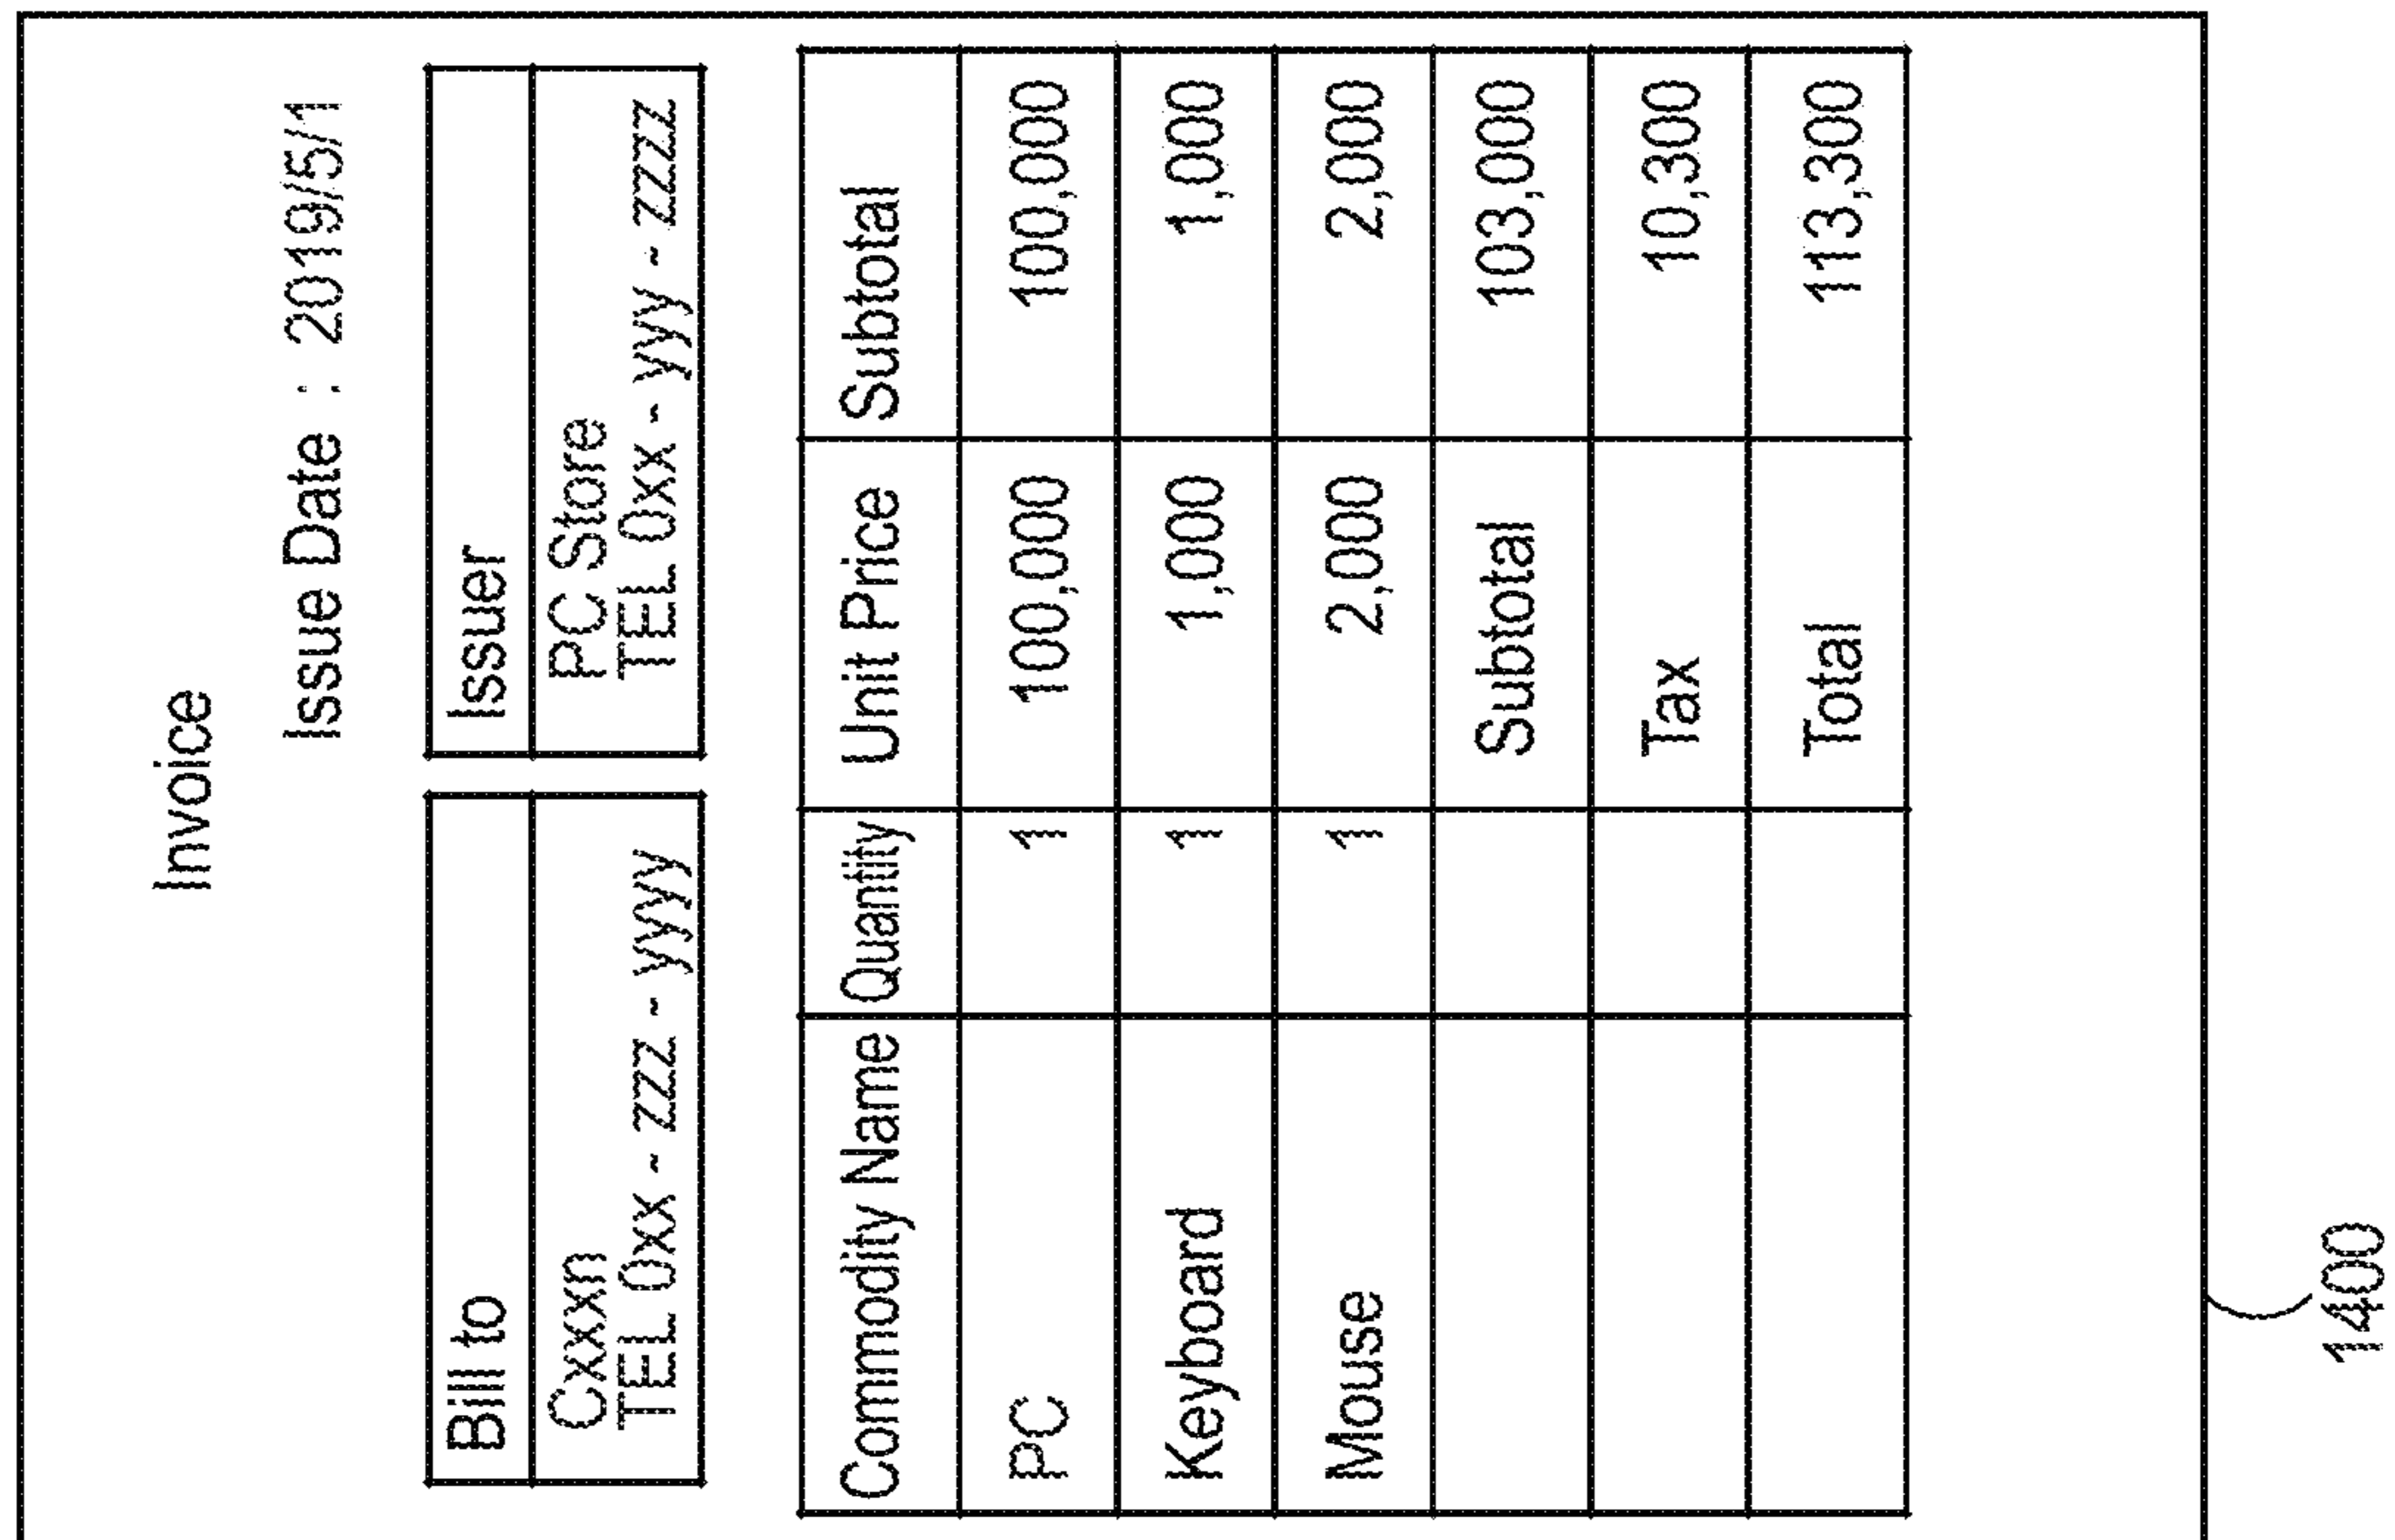 Invoice
Issue Date : 2019/5/1
Bill to
Cxxxn
TEL 0xx - zzz - yyyy
Issuer
PC Store
TEL 0xx - yyy - zzzz
Commodity Name Quantity Unit Price Subtotal
PC 1 100,000 100,000
Keyboard 1 1,000 1,000
Mouse 1 2,000 2,000
Subtotal 103,000
Tax 10,300
Total 113,300
1400